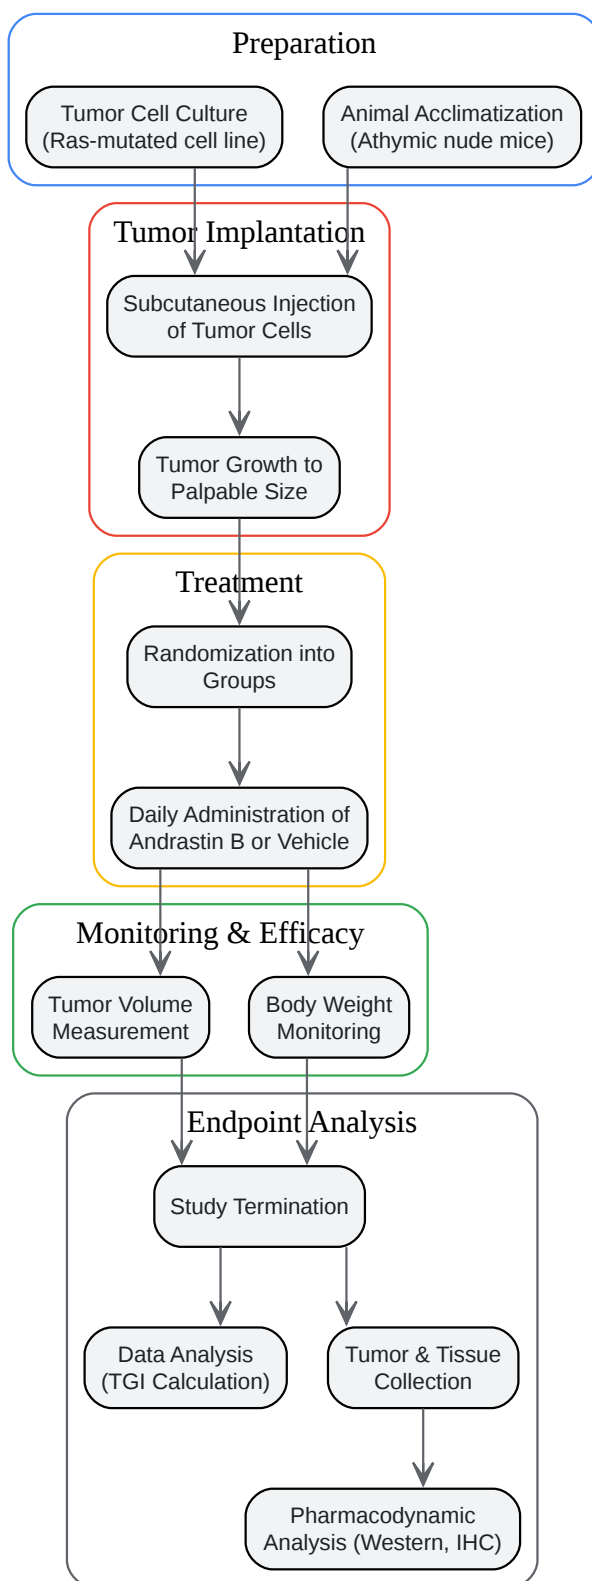 Preparation
Tumor Cell Culture
(Ras-mutated cell line)
Animal Acclimatization
(Athymic nude mice)
Tumor Implantation
Subcutaneous Injection
of Tumor Cells
Tumor Growth to
Palpable Size
Treatment
Randomization into
Groups
Daily Administration of
Andrastin B or Vehicle
Monitoring & Efficacy
Tumor Volume
Measurement
Body Weight
Monitoring
Endpoint Analysis
Study Termination
Data Analysis
(TGI Calculation)
Tumor & Tissue
Collection
Pharmacodynamic
Analysis (Western, IHC)